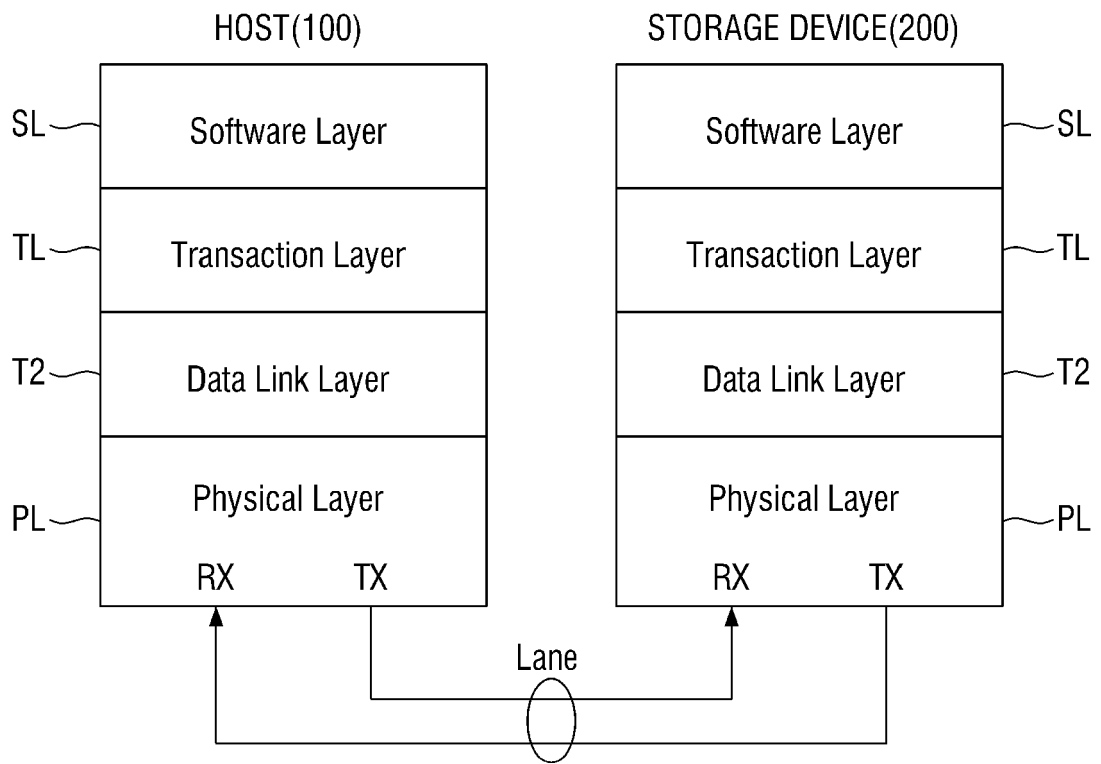 HOST(100)
STORAGE DEVICE(200)
SL
Software Layer
Software Layer
SL
TL
Transaction Layer
Transaction Layer
TL
T2
Data Link Layer
Data Link Layer
T2
PL
Physical Layer
Physical Layer
PL
RX
TX
RX
TX
Lane